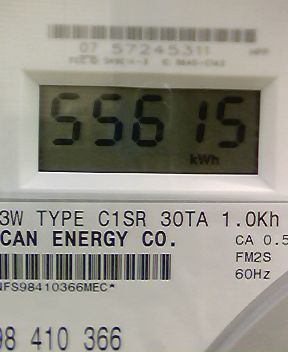 07 57245311
55615
kWh
3W TYPE C1SR 30TA 1.0Kh
CAN ENERGY CO.
CA 0.5
FM2S
60Hz
NFS98410366MEC*
98 410 366